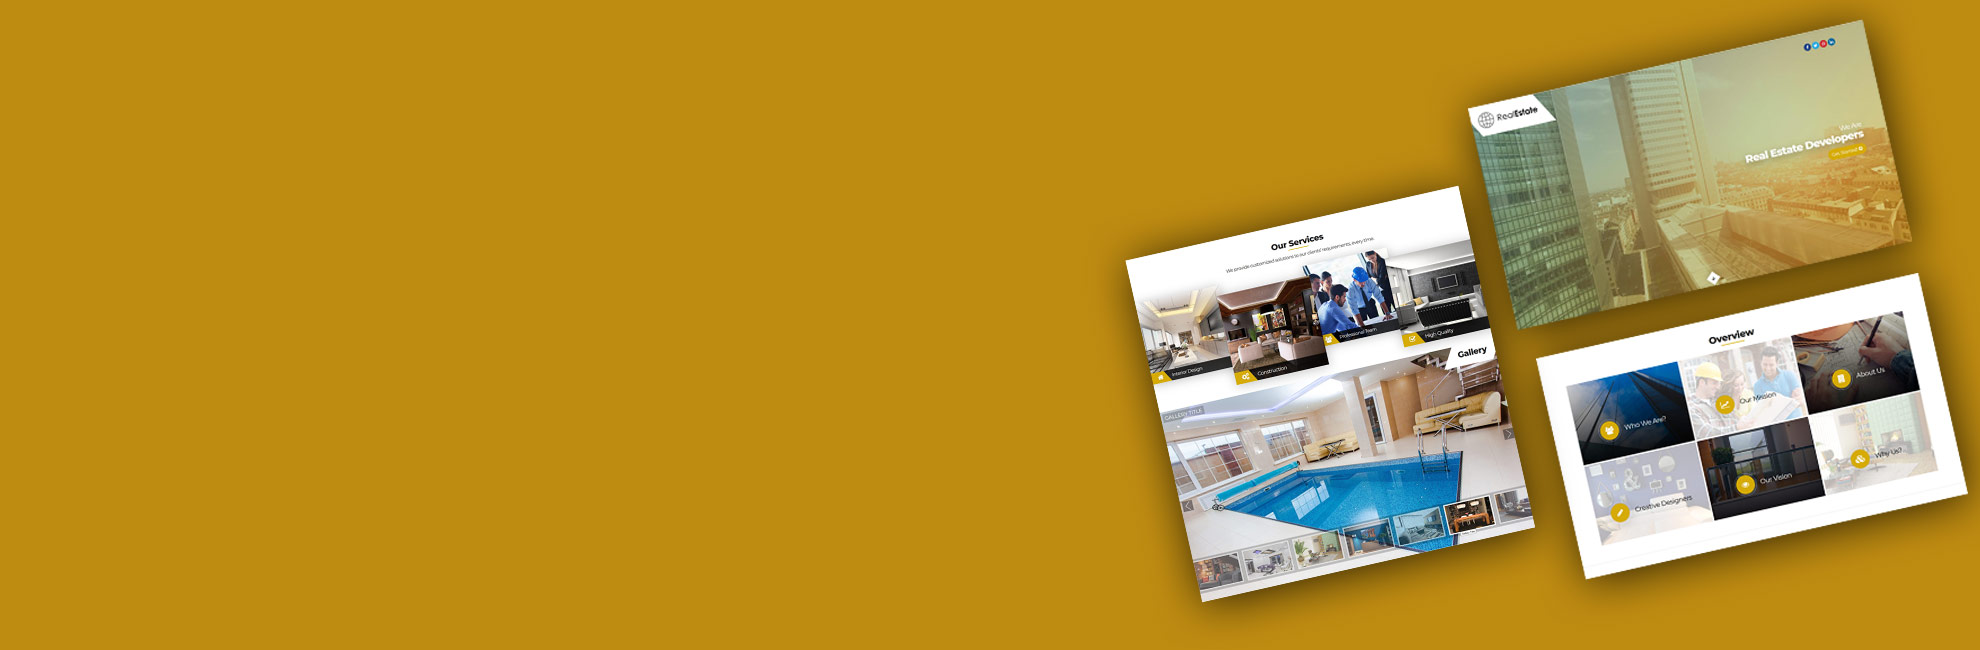 Our Services
We provide customized solutions to our clients' requirements, every time.
Interior Design
Construction
Professional Team
High Quality
Gallery
GALLERY TITLE
RealEstate
We Are
Real Estate Developers
Get Started
Overview
Who We Are?
Our Mission
About Us
Creative Designers
Our Vision
Why Us?